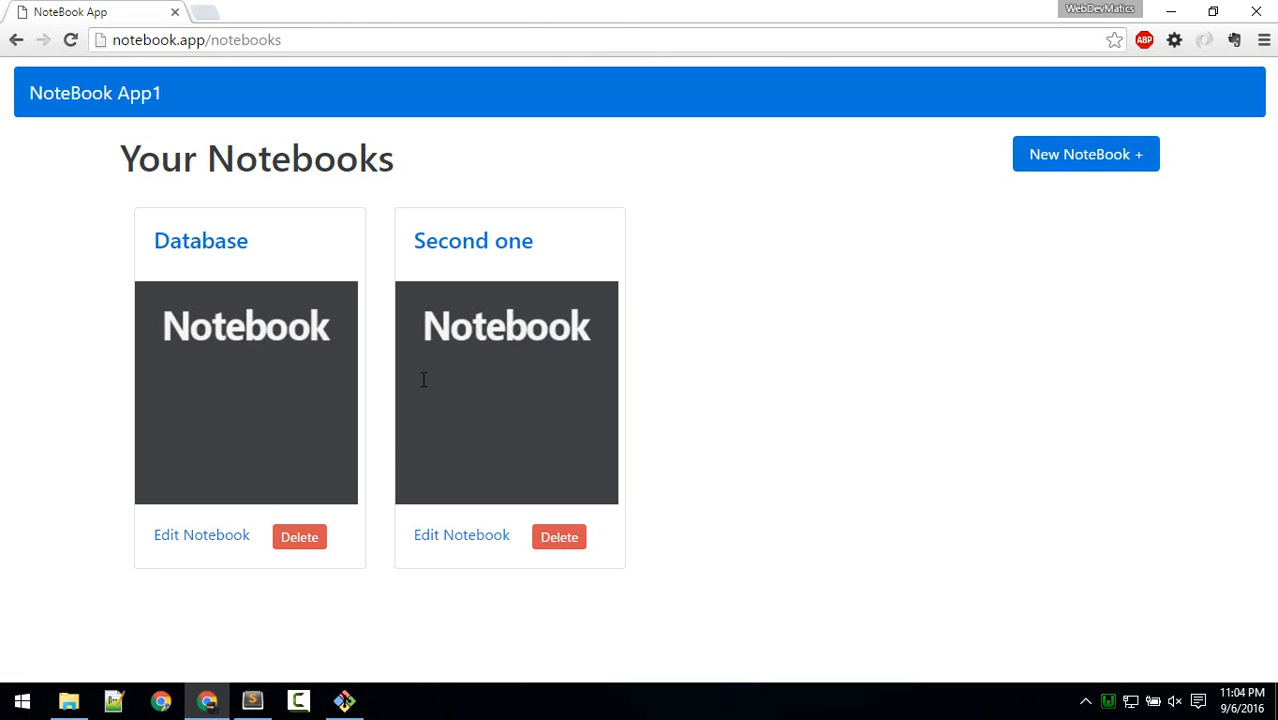 NoteBook App
WebDevMatics
notebook.app/notebooks
ABP
NoteBook App1
Your Notebooks
New NoteBook +
Database
Second one
Notebook
Notebook
Edit Notebook
Delete
Edit Notebook
Delete
11:04 PM
9/6/2016